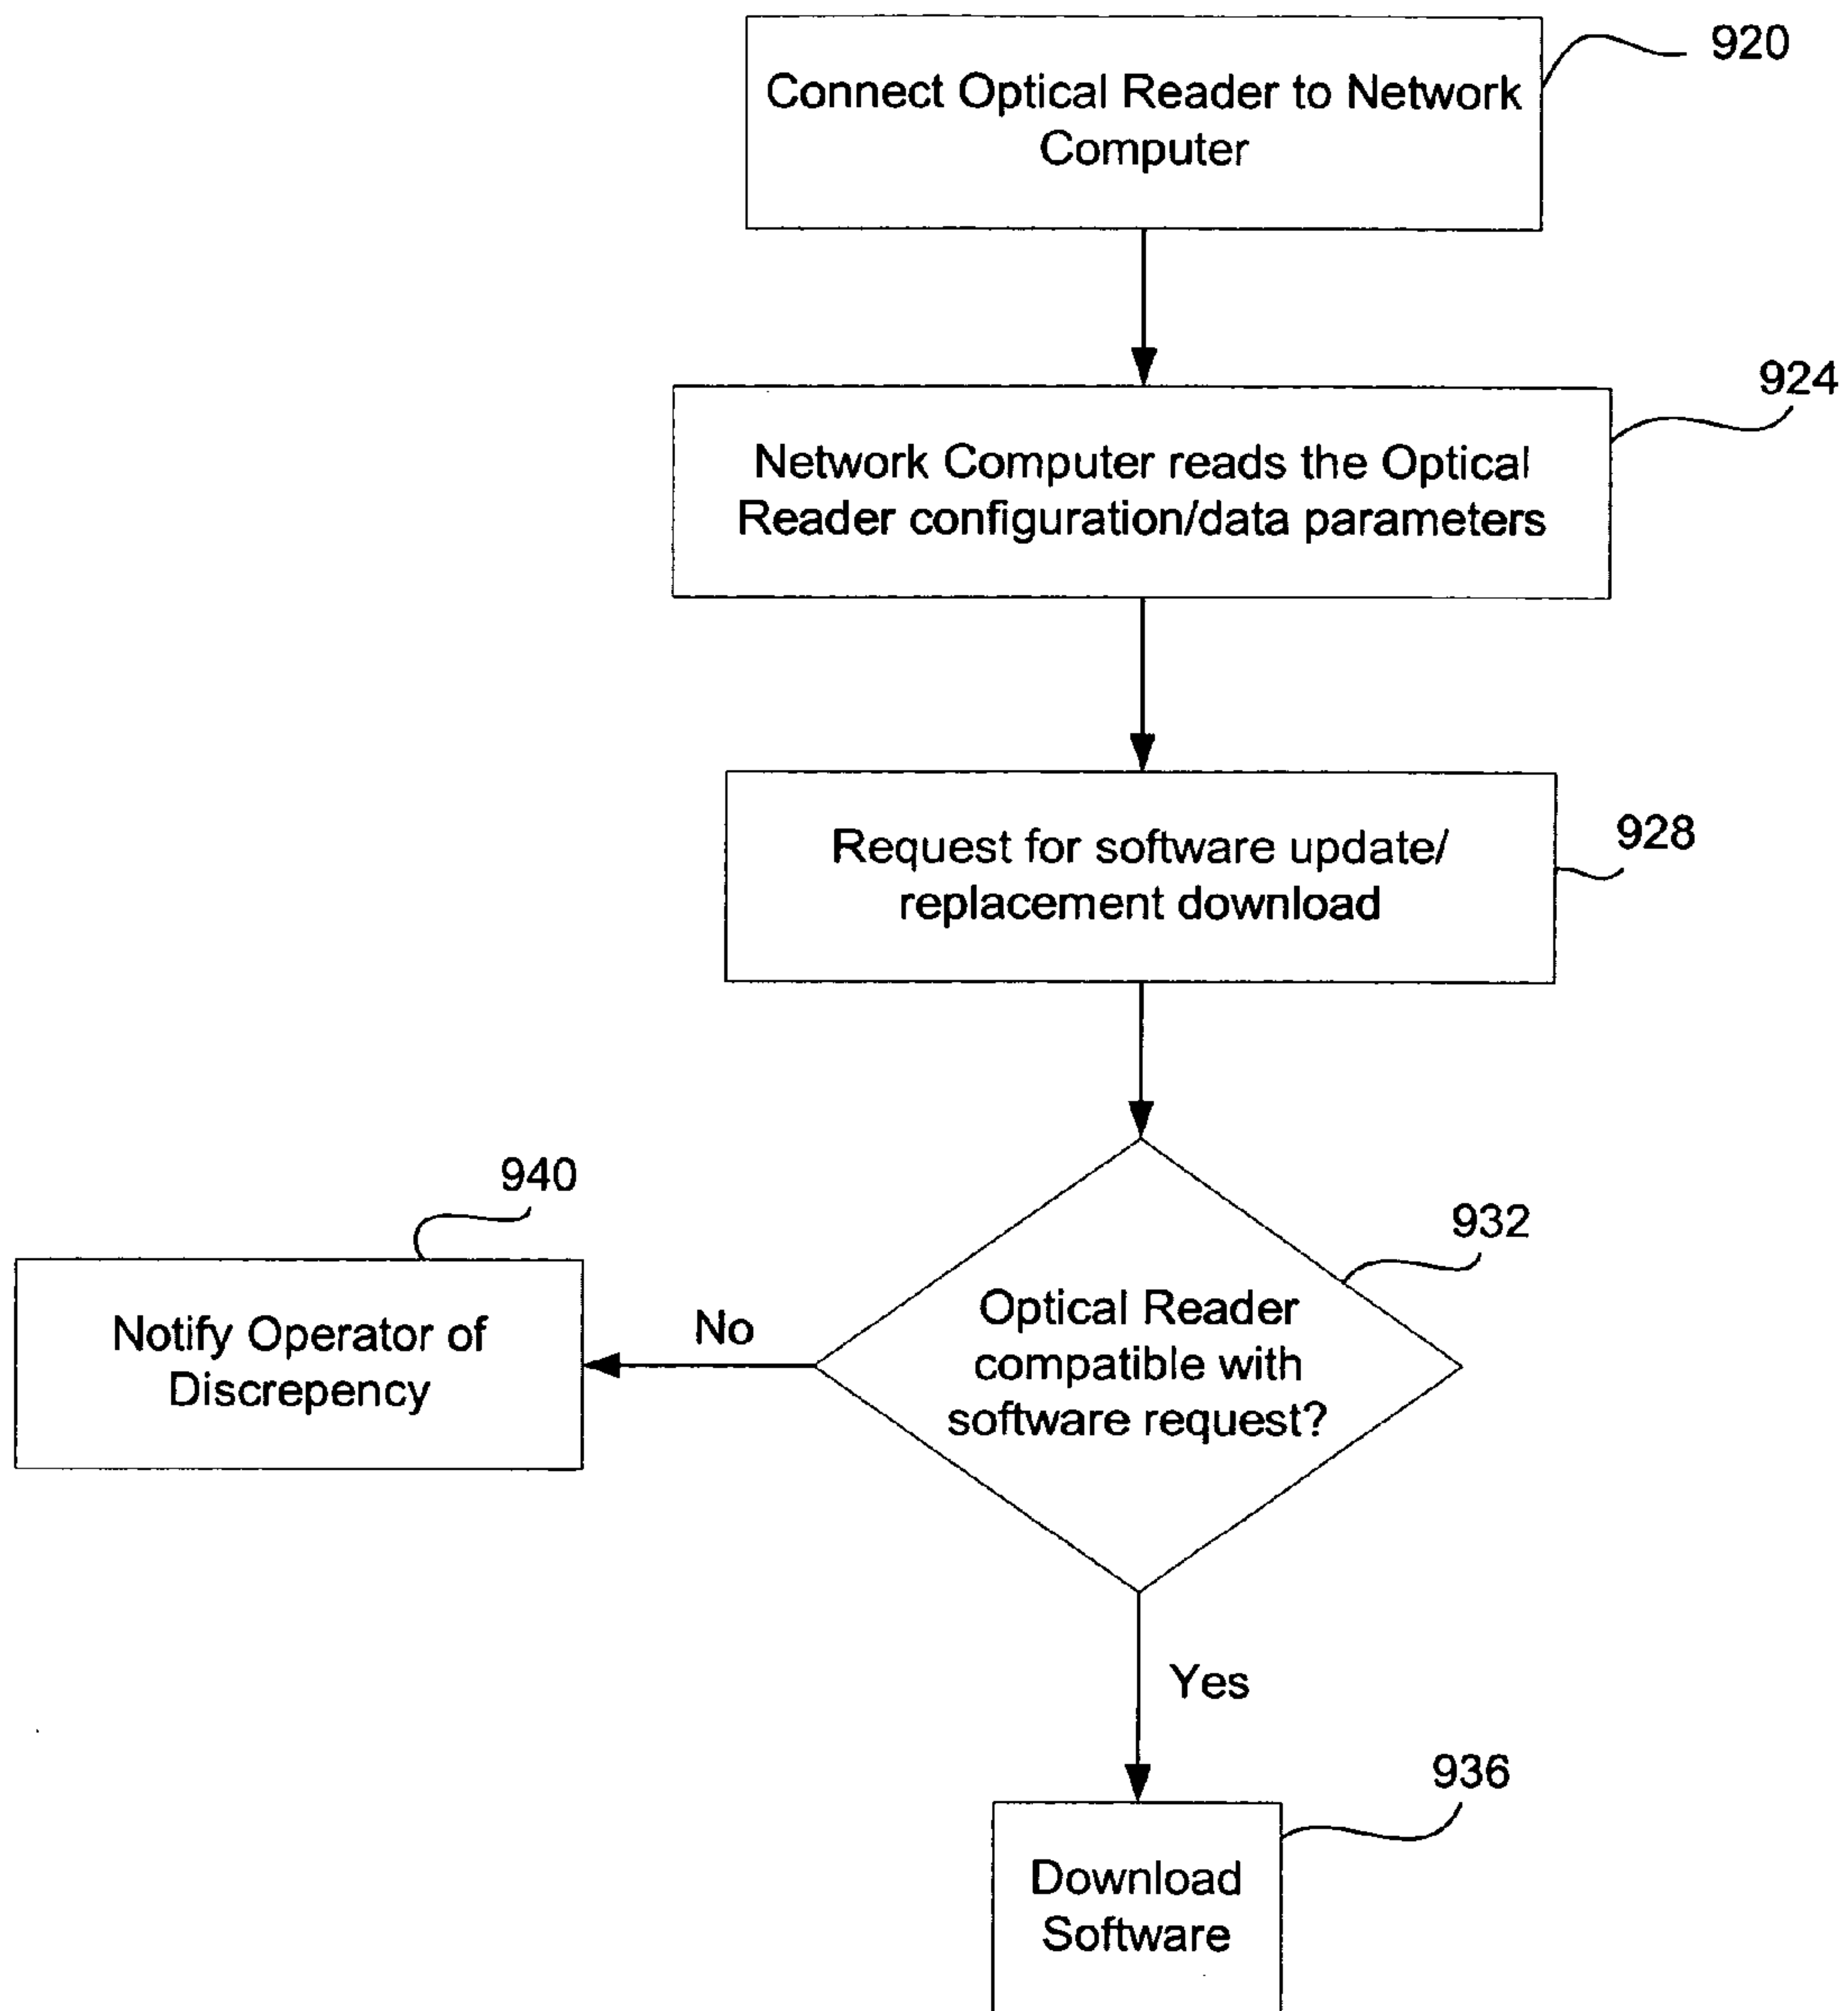 920
Connect Optical Reader to Network
Computer
924
Network Computer reads the Optical
Reader configuration/data parameters
928
Request for software update/
replacement download
940
932
Notify Operator of
Discrepency
No
Optical Reader
compatible with
software request?
Yes
936
Download
Software